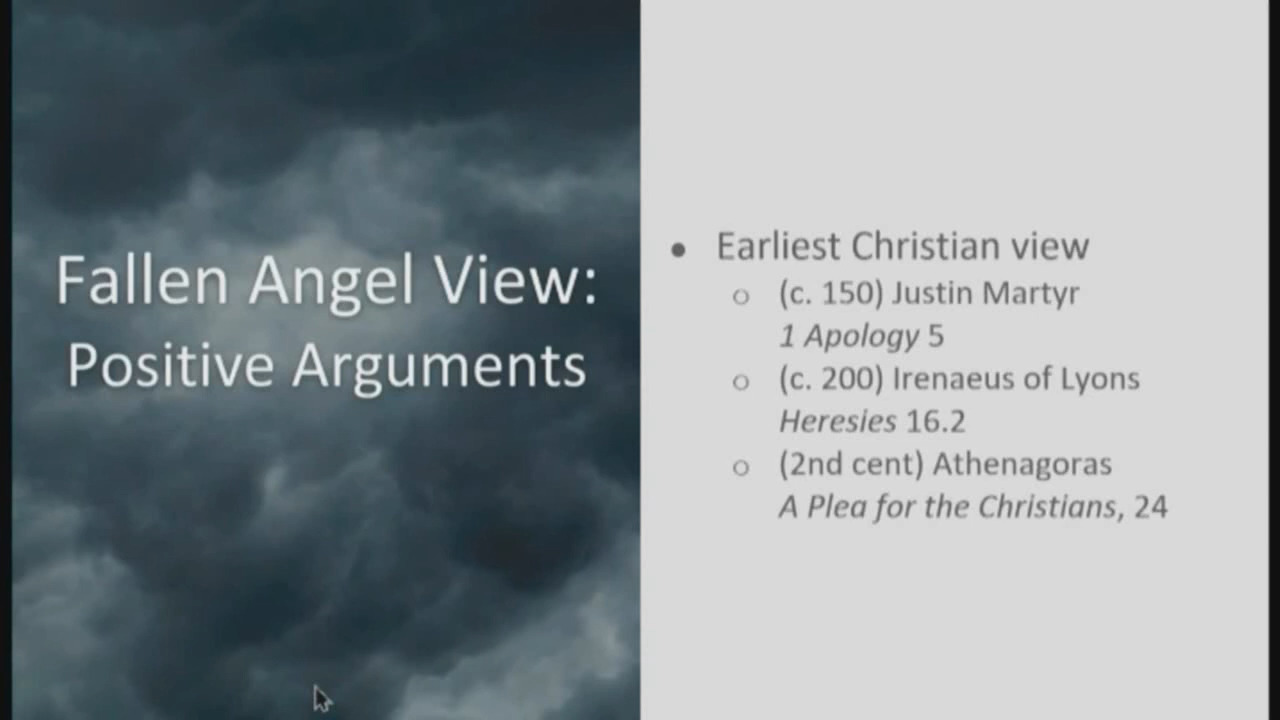 Fallen Angel View:
Positive Arguments
● Earliest Christian view
○ (c. 150) Justin Martyr
1 Apology 5
○ (c. 200) Irenaeus of Lyons
Heresies 16.2
○ (2nd cent) Athenagoras
A Plea for the Christians, 24